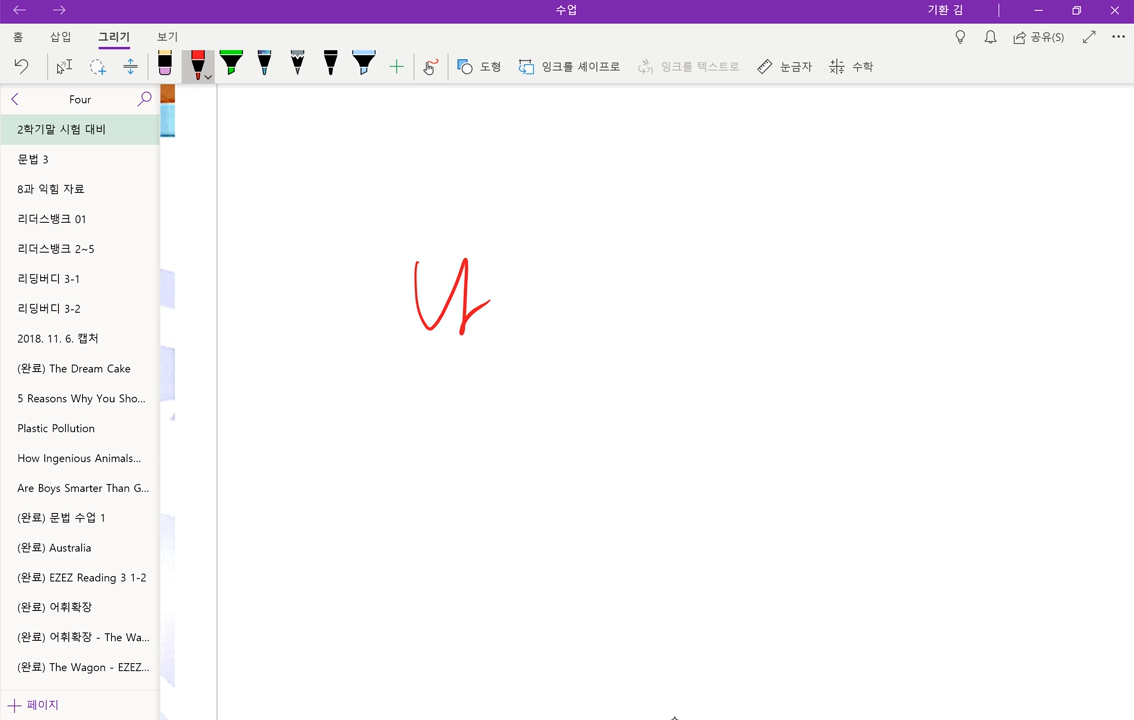 수업
기환 김
홈 삽입 그리기 보기
공유(S)
도형 잉크를 셰이프로 잉크를 텍스트로 눈금자 수학
Four
2학기말 시험 대비
문법 3
8과 익힘 자료
리더스뱅크 01
리더스뱅크 2~5
리딩버디 3-1
리딩버디 3-2
2018. 11. 6. 캡처
(완료) The Dream Cake
5 Reasons Why You Sho...
Plastic Pollution
How Ingenious Animals...
Are Boys Smarter Than G...
(완료) 문법 수업 1
(완료) Australia
(완료) EZEZ Reading 3 1-2
(완료) 어휘확장
(완료) 어휘확장 - The Wa...
(완료) The Wagon - EZEZ...
페이지